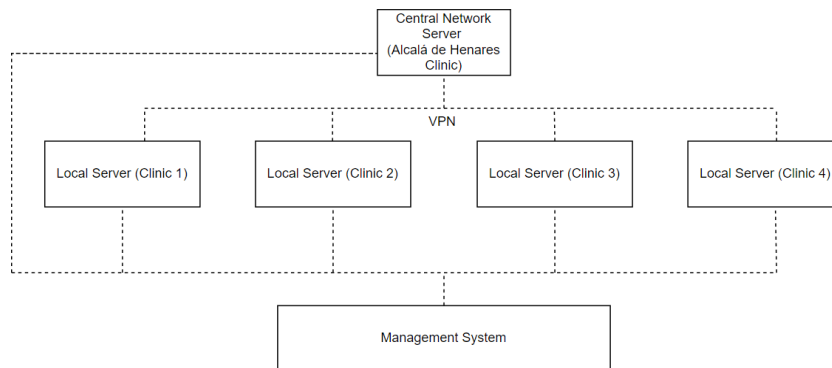 Central Network
Server
(Alcalá de Henares
Clinic)
VPN
Local Server (Clinic 1)
Local Server (Clinic 2)
Local Server (Clinic 3)
Local Server (Clinic 4)
Management System